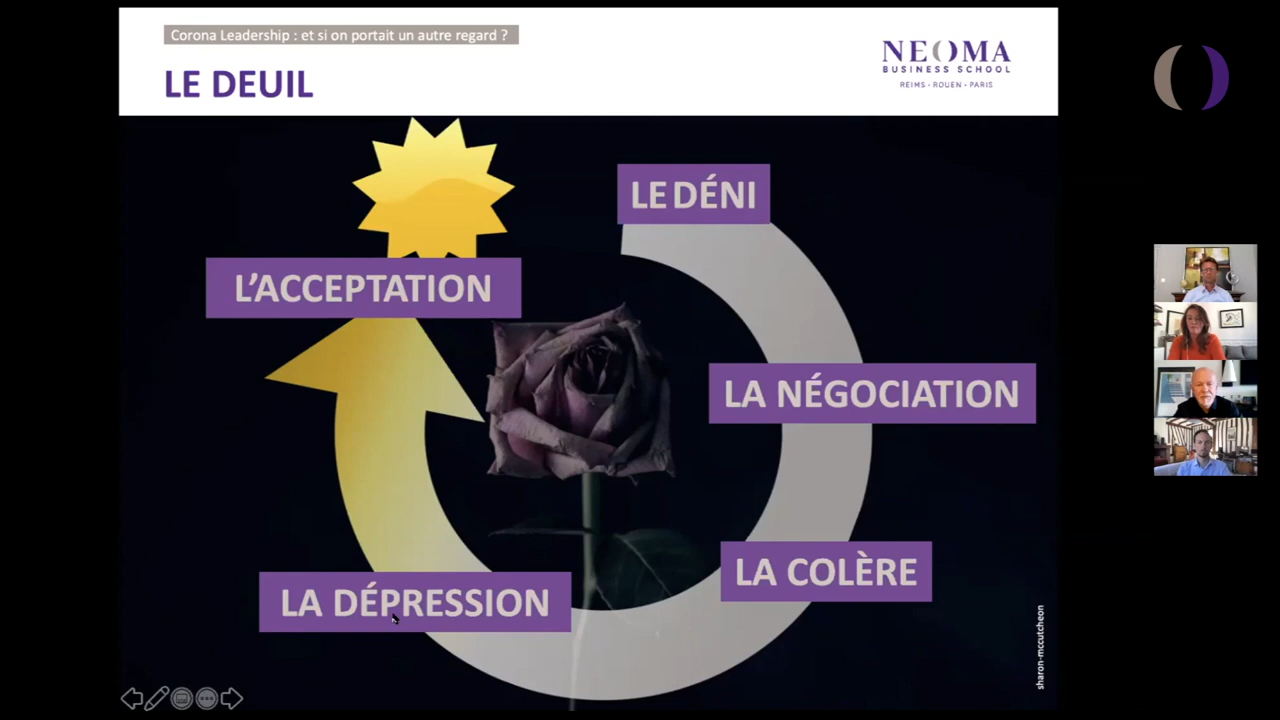 Corona Leadership : et si on portait un autre regard ?
LE DEUIL
NEOMA
BUSINESS SCHOOL
REIMS - ROUEN - PARIS
LE DÉNI
L'ACCEPTATION
LA NÉGOCIATION
LA COLÈRE
LA DÉPRESSION
sharon-mccutcheon